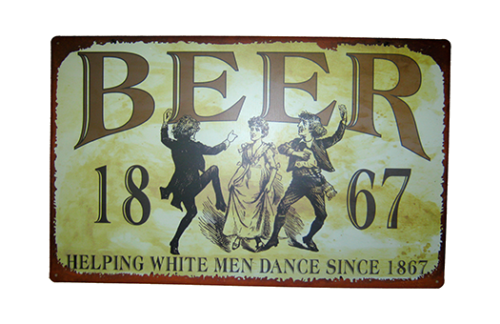 BEER
18 67
HELPING WHITE MEN DANCE SINCE 1867